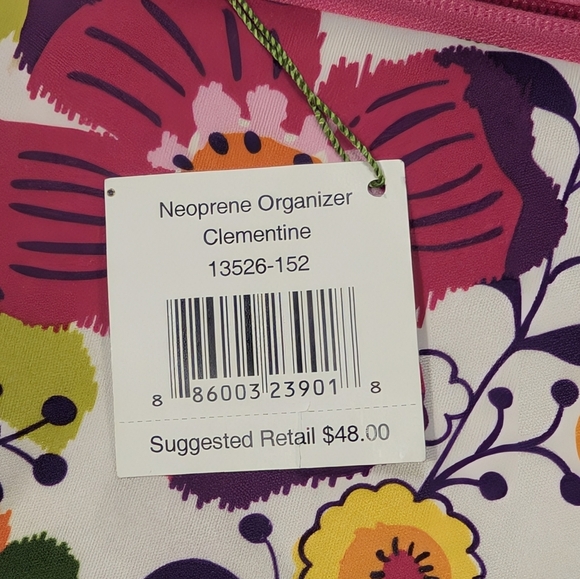 Neoprene Organizer
Clementine
13526-152
8 86003 23901 8
Suggested Retail $48.00